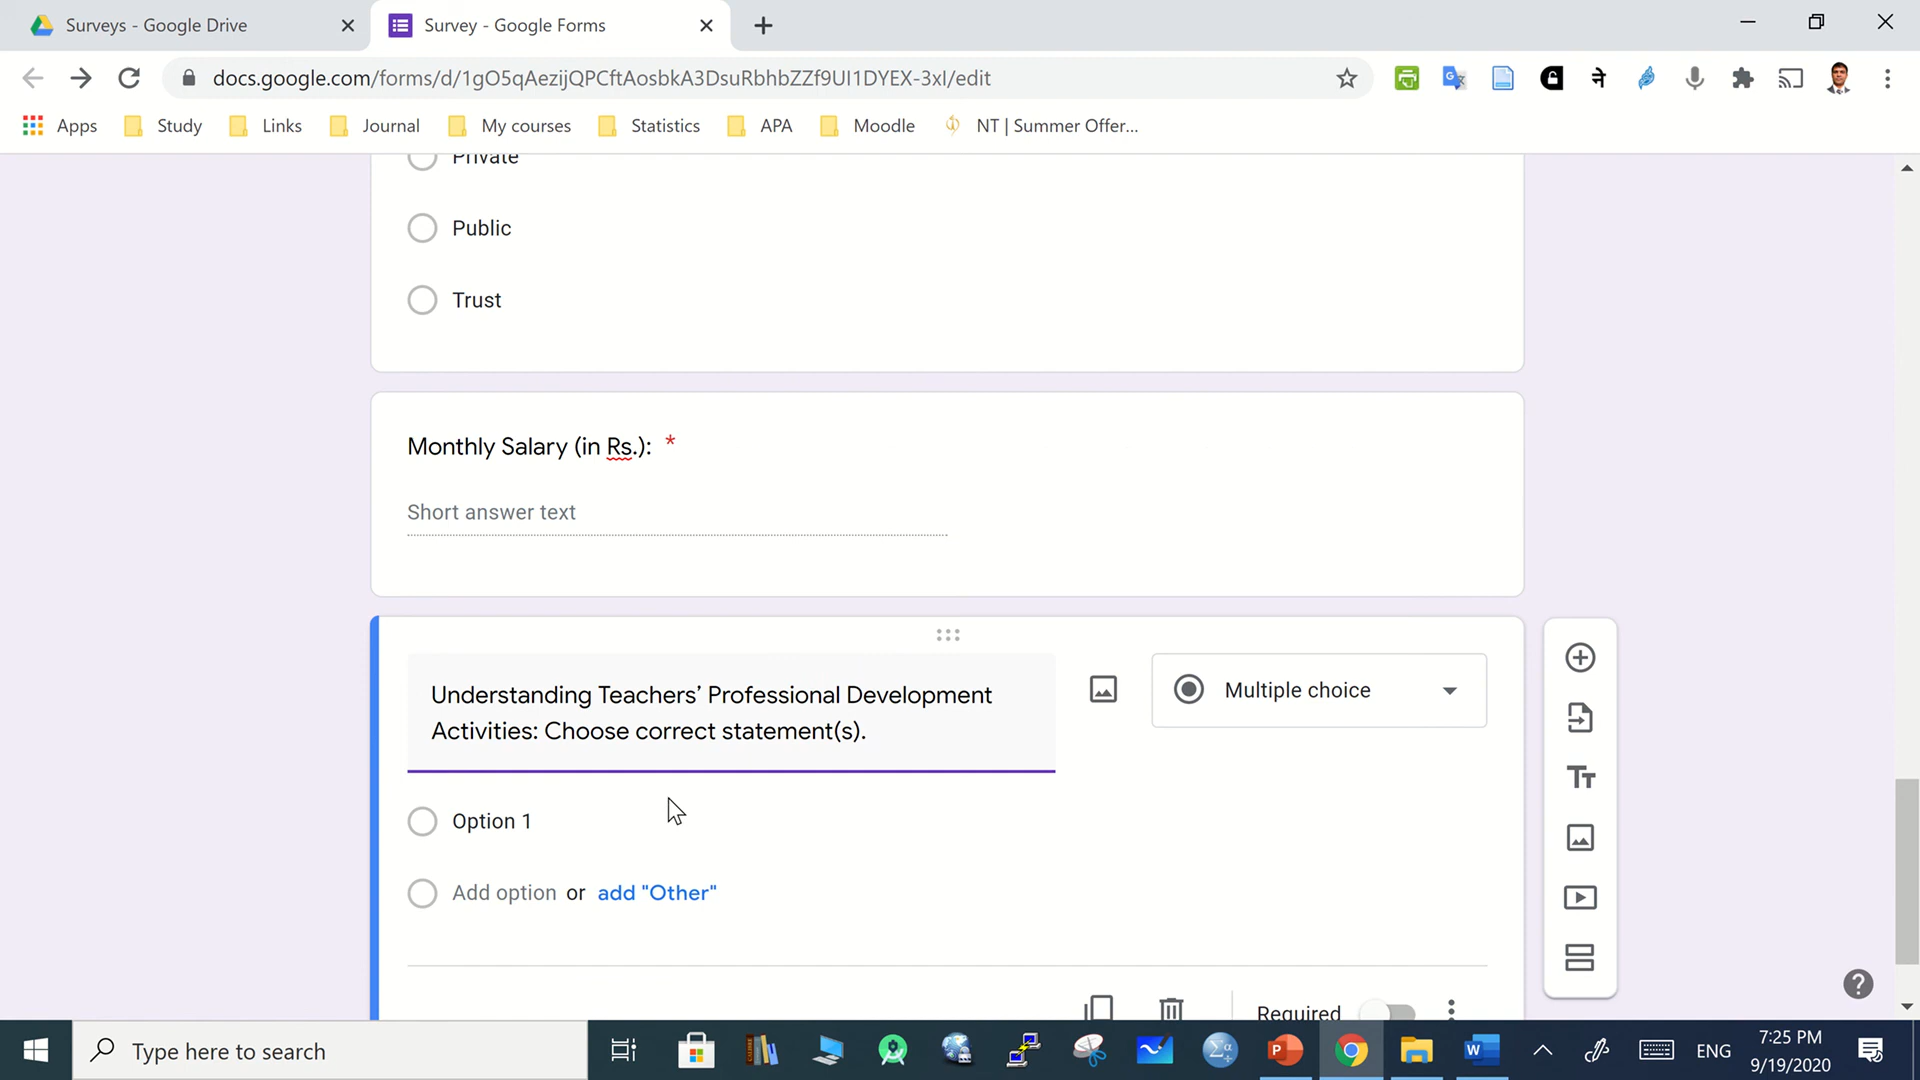 Surveys - Google Drive
Survey - Google Forms
docs.google.com/forms/d/1gO5qAezijQPCftAosbkA3DsuRbhbZZf9UI1DYEX-3xI/edit
Apps
Study
Links
Journal
My courses
Statistics
APA
Moodle
NT | Summer Offer...
Private
Public
Trust
Monthly Salary (in Rs.): *
Short answer text
Understanding Teachers’ Professional Development
Activities: Choose correct statement(s).
Multiple choice
Option 1
Add option or add "Other"
Required
Type here to search
ENG
7:25 PM
9/19/2020